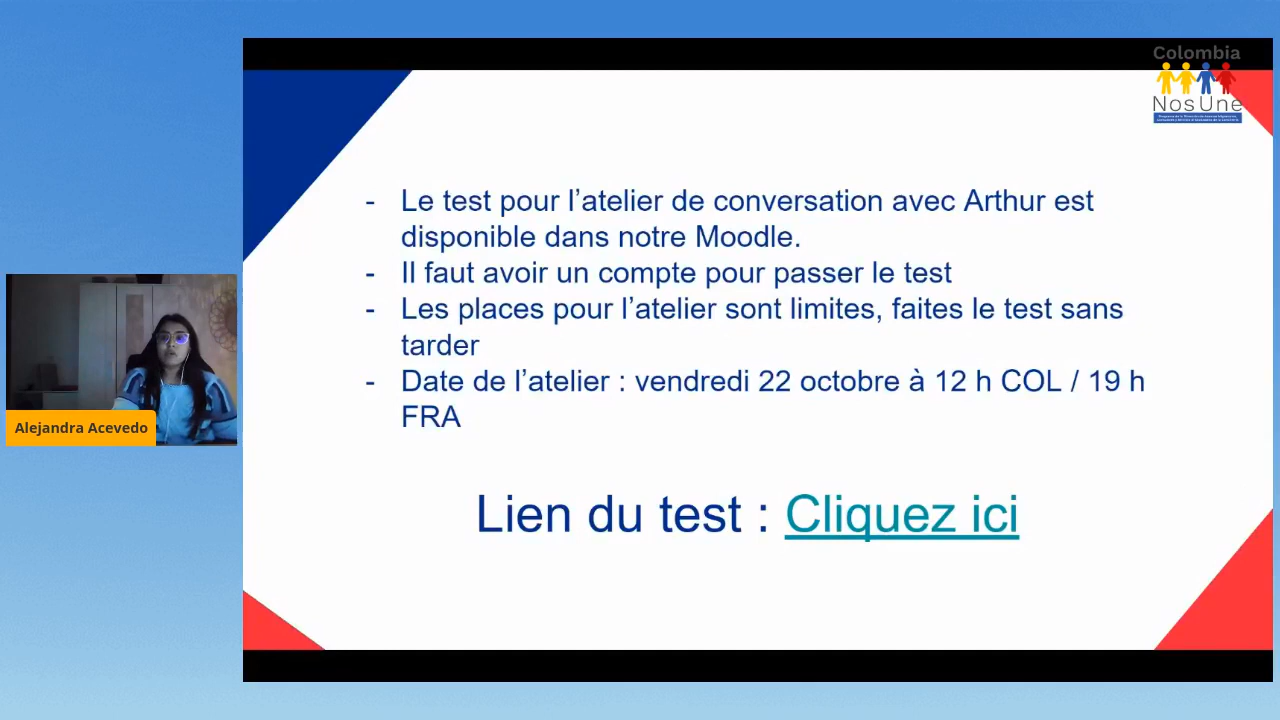 Colombia
NosUne
- Le test pour l’atelier de conversation avec Arthur est
disponible dans notre Moodle.
- Il faut avoir un compte pour passer le test
- Les places pour l’atelier sont limites, faites le test sans
tarder
- Date de l’atelier : vendredi 22 octobre à 12 h COL / 19 h
FRA
Alejandra Acevedo
Lien du test : Cliquez ici